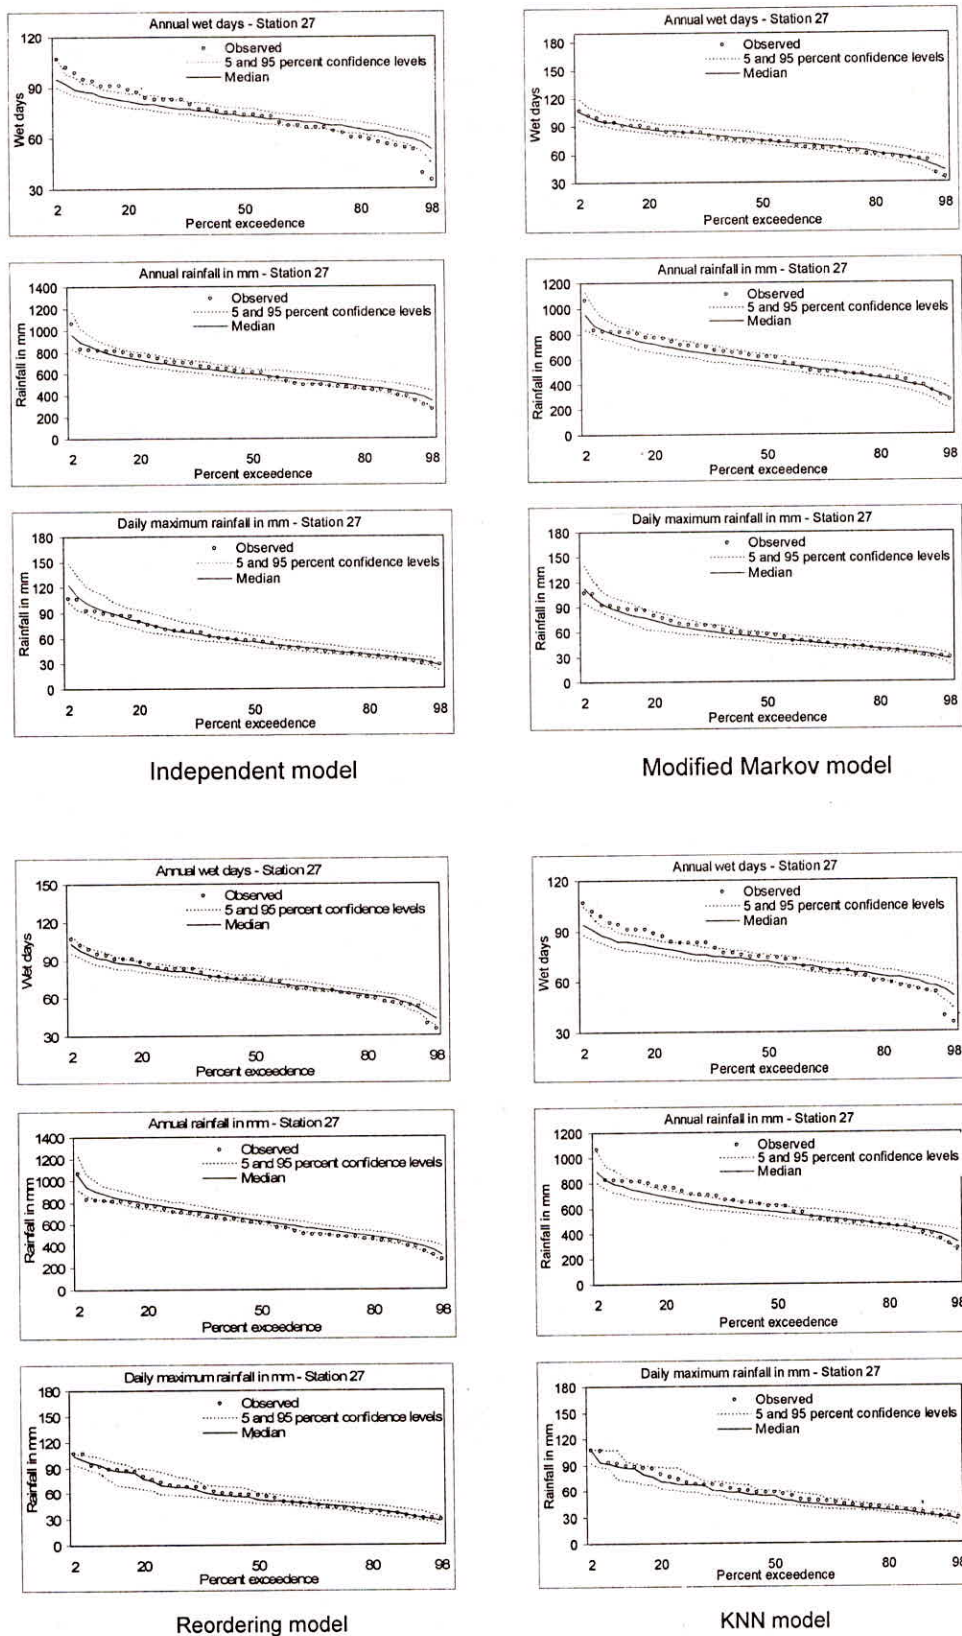 Annual wet days - Station 27
Observed
5 and 95 percent confidence levels
Median
Wet days
120
90
60
30
2 20 50 80 98
Percent exceedence
Annual rainfall in mm - Station 27
Observed
5 and 95 percent confidence levels
Median
Rainfall in mm
1400
1200
1000
800
600
400
200
0
2 20 50 80 98
Percent exceedence
Daily maximum rainfall in mm - Station 27
Observed
5 and 95 percent confidence levels
Median
Rainfall in mm
180
150
120
90
60
30
0
2 20 50 80 98
Percent exceedence
Independent model
Annual wet days - Station 27
Observed
5 and 95 percent confidence levels
Median
Wet days
180
150
120
90
60
30
2 20 50 80 98
Percent exceedence
Annual rainfall in mm - Station 27
Observed
5 and 95 percent confidence levels
Median
Rainfall in mm
1200
1000
800
600
400
200
0
2 20 50 80 98
Percent exceedence
Daily maximum rainfall in mm - Station 27
Observed
5 and 95 percent confidence levels
Median
Rainfall in mm
180
150
120
90
60
30
0
2 20 50 80 98
Percent exceedence
Modified Markov model
Annual wet days - Station 27
Observed
5 and 95 percent confidence levels
Median
Wet days
150
120
90
60
30
2 20 50 80 98
Percent exceedence
Annual rainfall in mm - Station 27
Observed
5 and 95 percent confidence levels
Median
Rainfall in mm
1400
1200
1000
800
600
400
200
0
2 20 50 80 98
Percent exceedence
Daily maximum rainfall in mm - Station 27
Observed
5 and 95 percent confidence levels
Median
Rainfall in mm
180
150
120
90
60
30
0
2 20 50 80 98
Percent exceedence
Reordering model
Annual wet days - Station 27
Observed
5 and 95 percent confidence levels
Median
Wet days
120
90
60
30
2 20 50 80 98
Percent exceedence
Annual rainfall in mm - Station 27
Observed
5 and 95 percent confidence levels
Median
Rainfall in mm
1200
1000
800
600
400
200
0
2 20 50 80 98
Percent exceedence
Daily maximum rainfall in mm - Station 27
Observed
5 and 95 percent confidence levels
Median
Rainfall in mm
180
150
120
90
60
30
0
2 20 50 80 98
Percent exceedence
KNN model